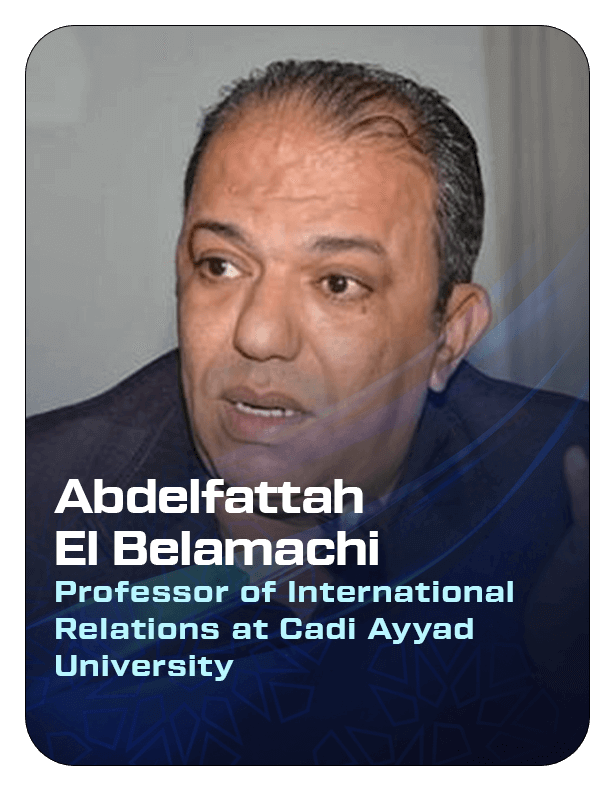 Abdelfattah
El Belamachi
Professor of International
Relations at Cadi Ayyad
University